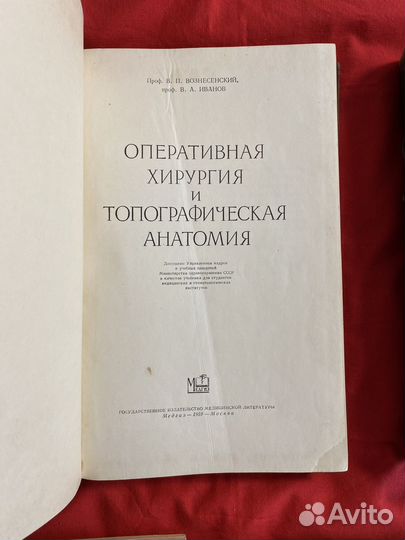 Проф. В. П. ВОЗНЕСЕНСКИЙ,
проф. В. А. ИВАНОВ
ОПЕРАТИВНАЯ
ХИРУРГИЯ
И
ТОПОГРАФИЧЕСКАЯ
АНАТОМИЯ
Допущено Управлением кадров
и учебных заведений
Министерства здравоохранения СССР
в качестве учебника для студентов
медицинских и стоматологических
институтов
МЕДГИЗ
ГОСУДАРСТВЕННОЕ ИЗДАТЕЛЬСТВО МЕДИЦИНСКОЙ ЛИТЕРАТУРЫ
Медгиз—1959—Москва
Avito